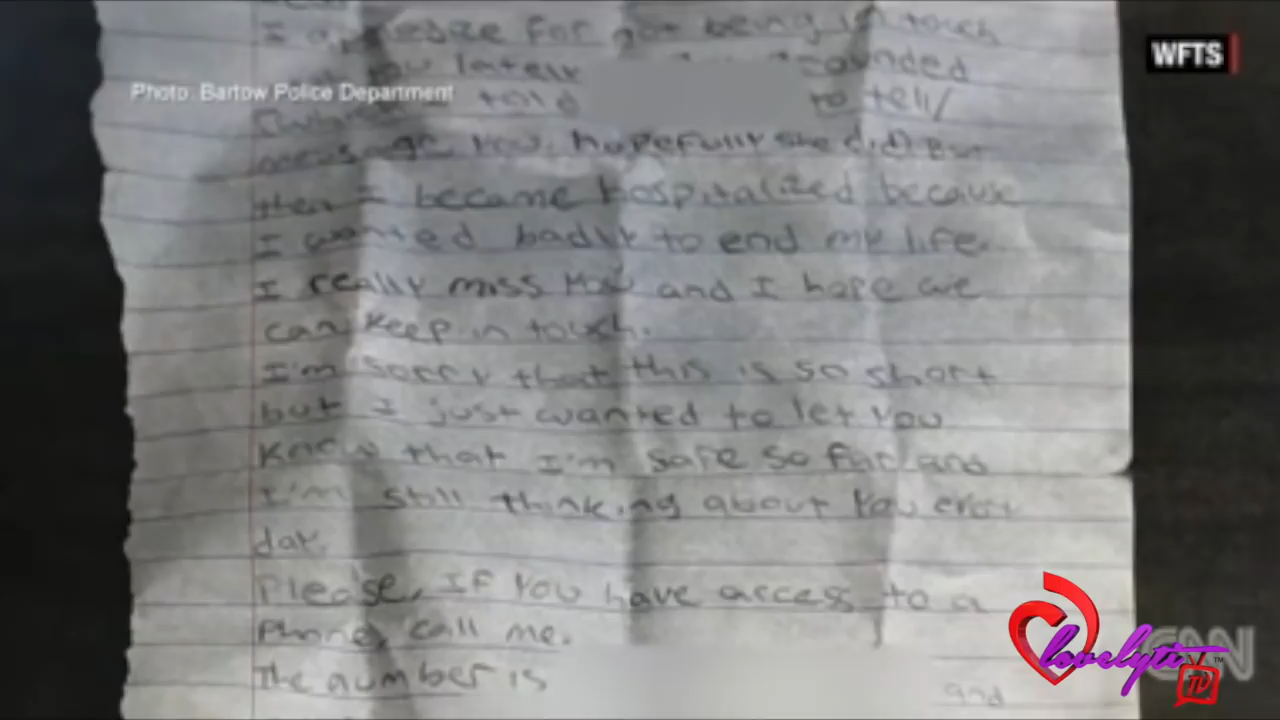 I apologize for not being in touch
you lately grounded
told to tell/
you, hopefully she did) But
then I became hospitalized because
I wanted badly to end my life.
I really miss you and I hope we
can keep in touch.
I'm sorry that this is so short
but I just wanted to let you
know that I'm safe so far and
I'm still thinking about you every
day.
Please, If you have access to a
phone, call me.
The number is
and
Photo: Bartow Police Department
WFTS
lovelyti TV
CNN